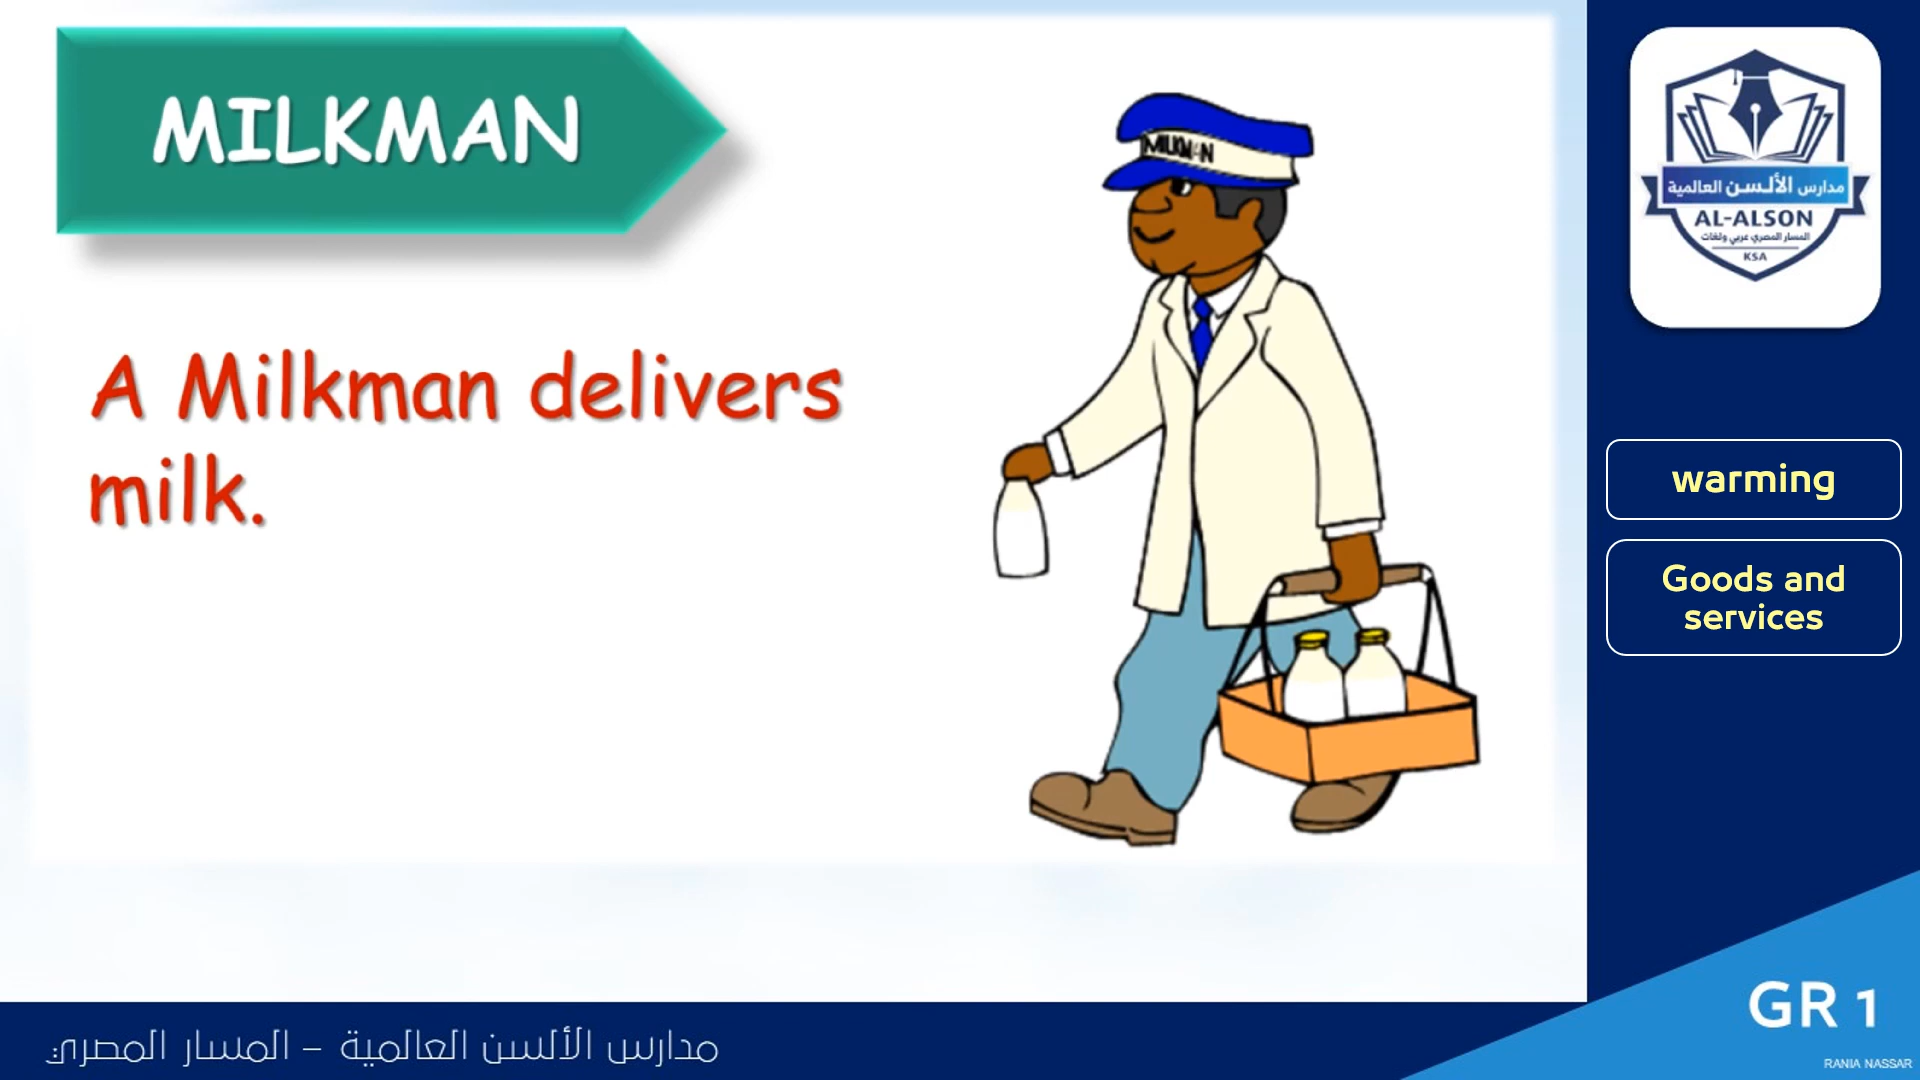 MILKMAN
MILKMAN
A Milkman delivers
milk.
مدارس الألسن العالمية
AL-ALSON
المسار المصري عربي ولغات
KSA
warming
Goods and
services
GR 1
RANIA NASSAR
مدارس الألسن العالمية – المسار المصري